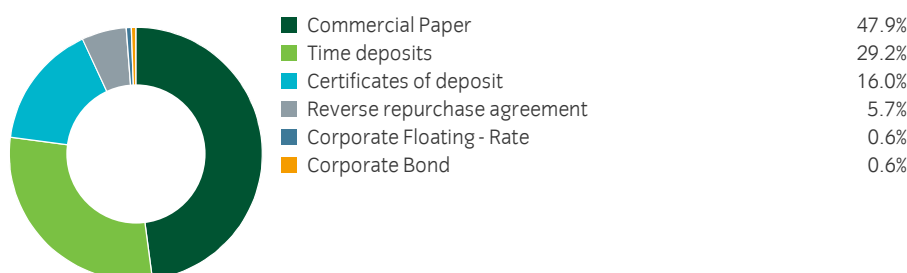 Commercial Paper 47.9%
Time deposits 29.2%
Certificates of deposit 16.0%
Reverse repurchase agreement 5.7%
Corporate Floating - Rate 0.6%
Corporate Bond 0.6%